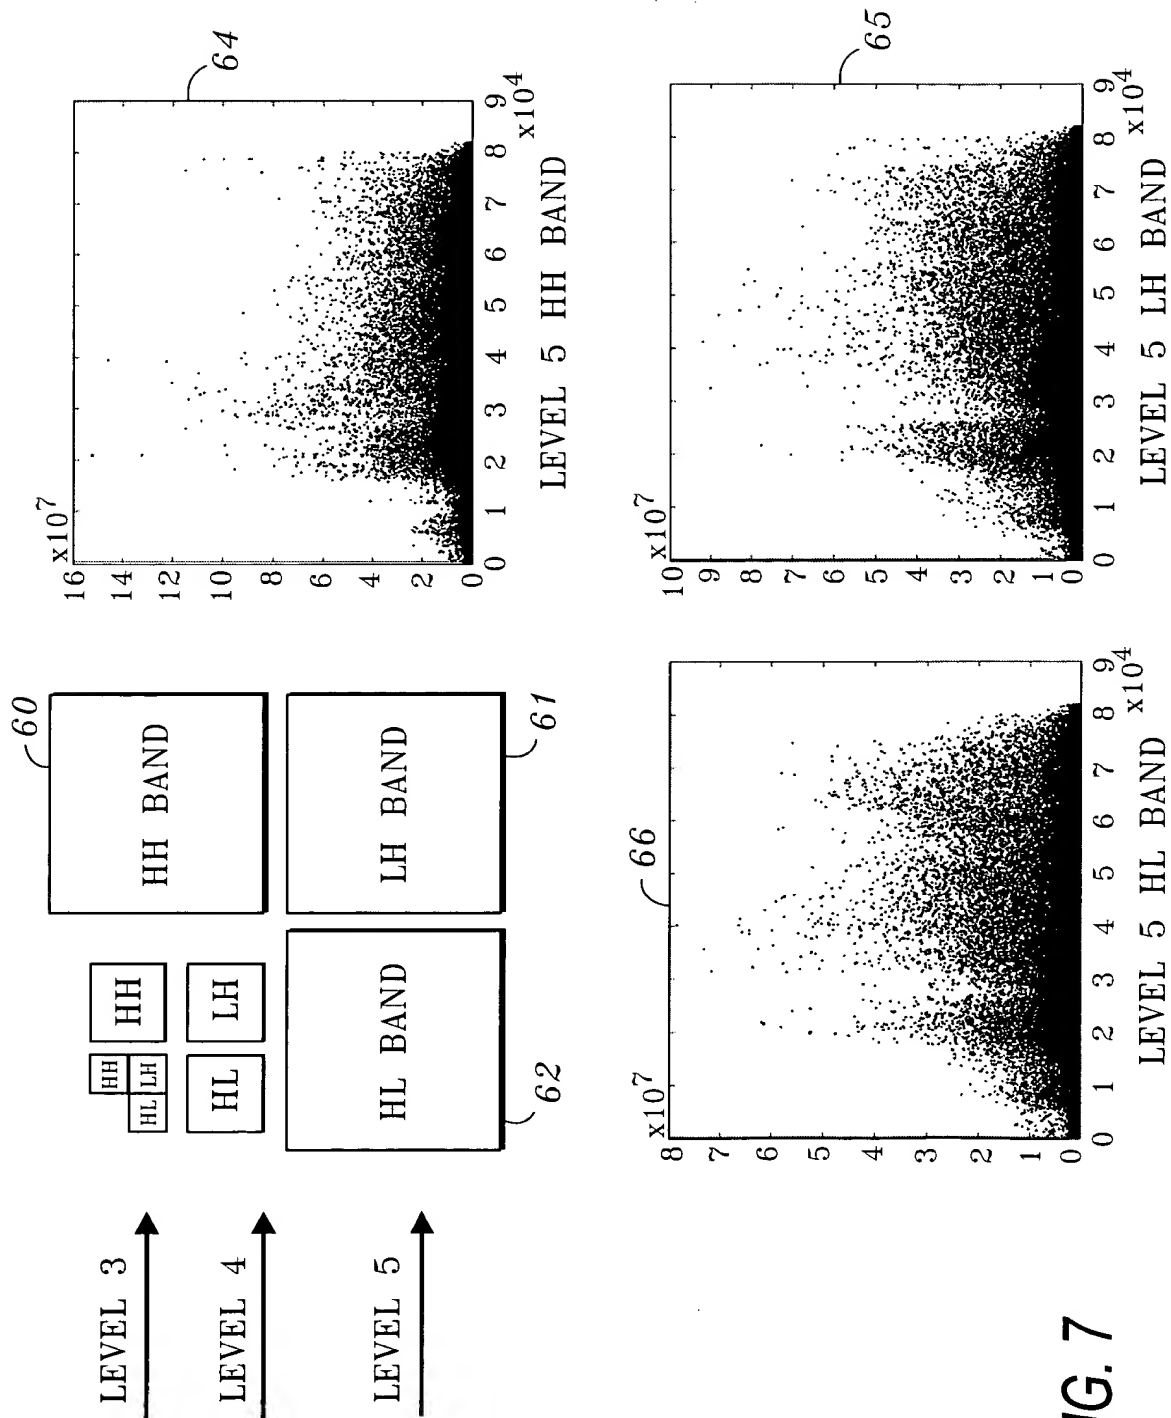 LEVEL 3
LEVEL 4
LEVEL 5
HH
HL
LH
HH
HL
LH
HH BAND
60
HL BAND
62
LH BAND
61
x10^7
16
14
12
10
8
6
4
2
0
0 1 2 3 4 5 6 7 8 9
x10^4
LEVEL 5 HH BAND
64
x10^7
8
7
6
5
4
3
2
1
0
0 1 2 3 4 5 6 7 8 9
x10^4
LEVEL 5 HL BAND
66
x10^7
10
9
8
7
6
5
4
3
2
1
0
0 1 2 3 4 5 6 7 8 9
x10^4
LEVEL 5 LH BAND
65
IG. 7